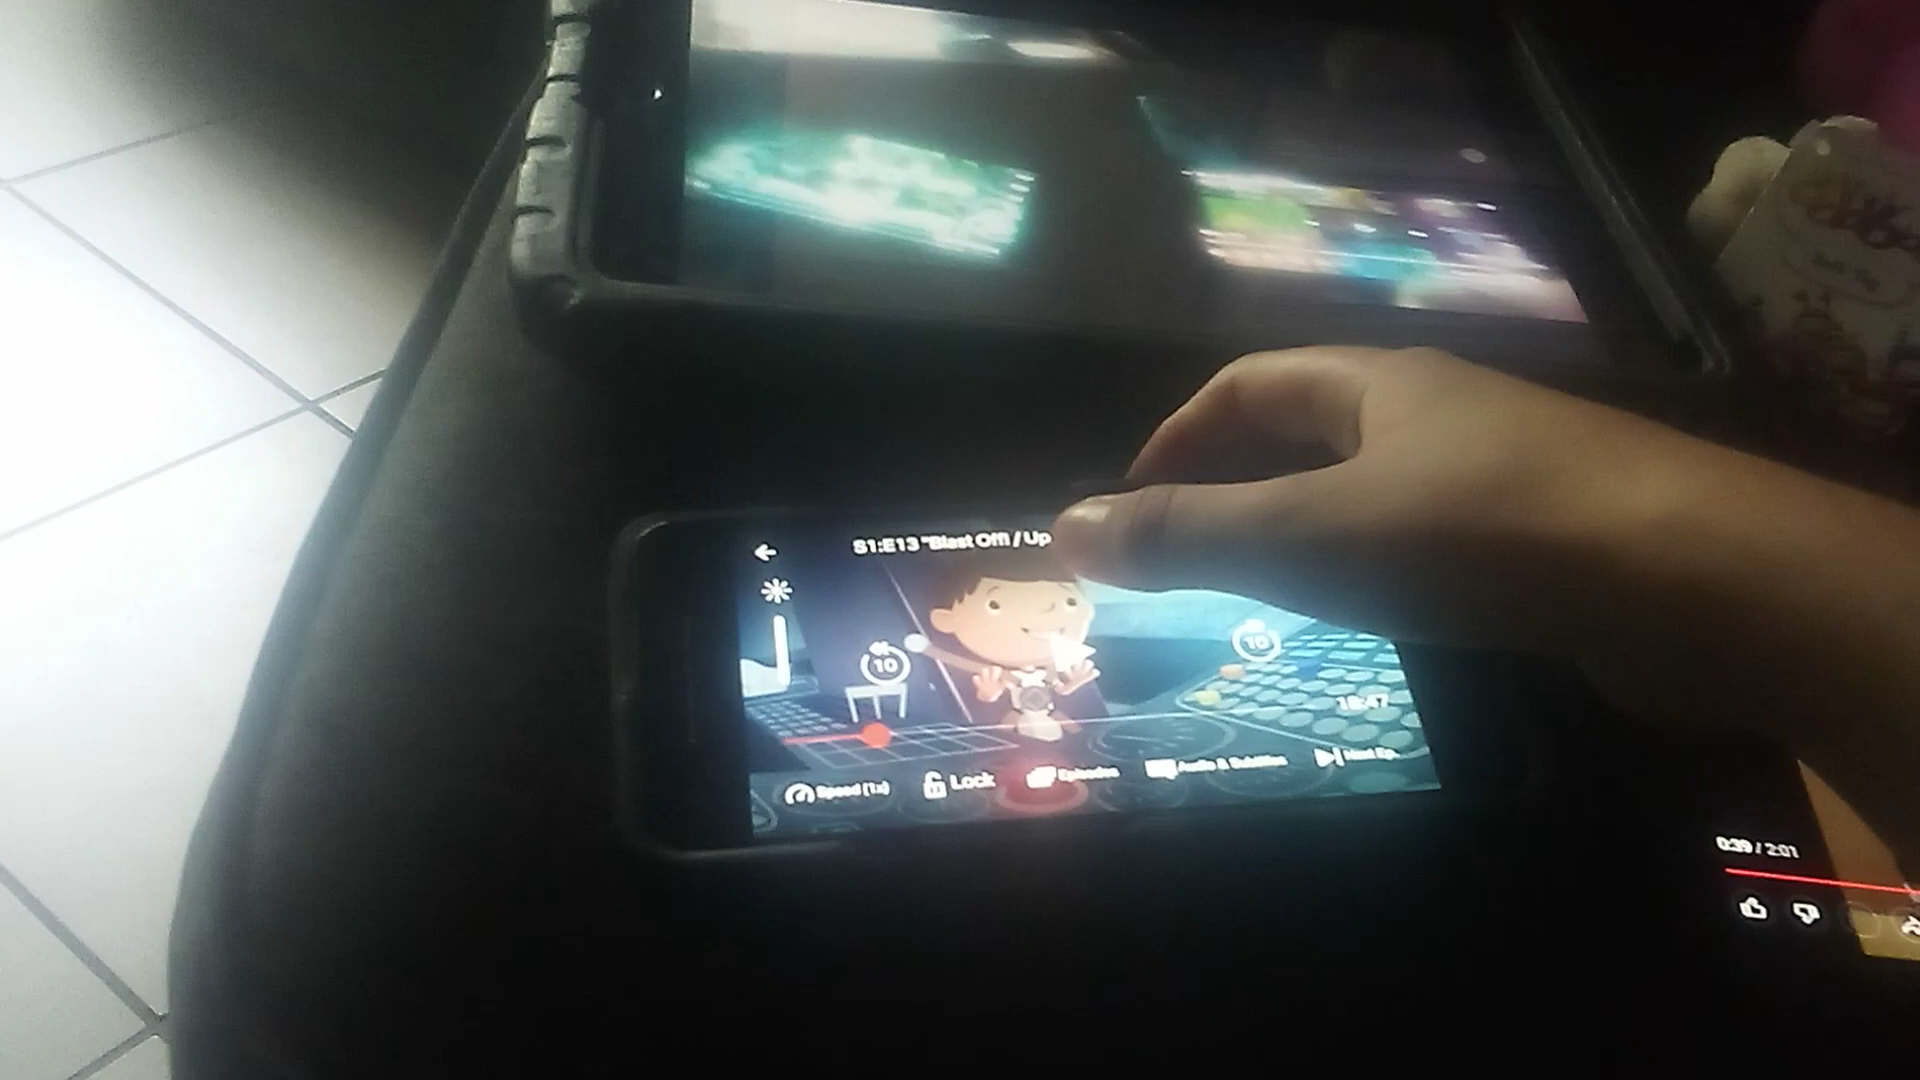 S1:E13 "Blast Off! / Up
10
10
18:47
Speed (1x)
Lock
Episodes
Audio & Subtitles
Next Ep.
0:39 / 2:01